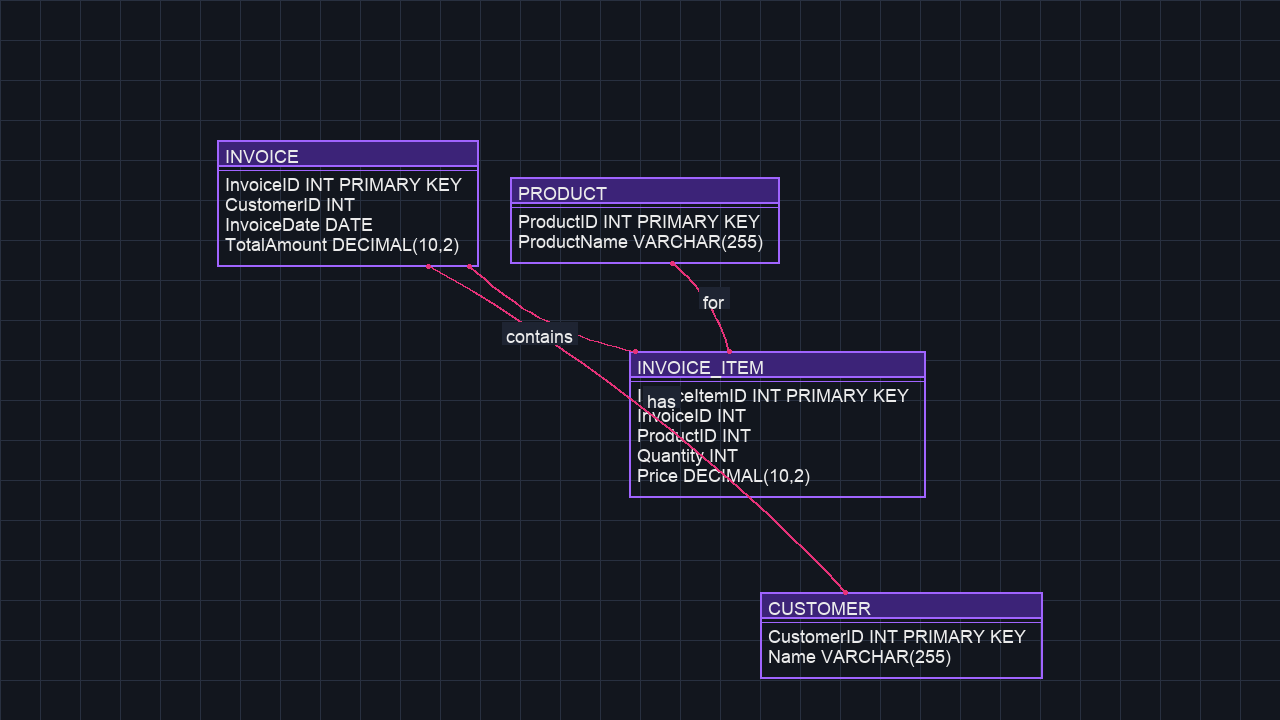 INVOICE
InvoiceID INT PRIMARY KEY
CustomerID INT
InvoiceDate DATE
TotalAmount DECIMAL(10,2)
PRODUCT
ProductID INT PRIMARY KEY
ProductName VARCHAR(255)
for
contains
INVOICE_ITEM
InvoiceItemID INT PRIMARY KEY
has
InvoiceID INT
ProductID INT
Quantity INT
Price DECIMAL(10,2)
CUSTOMER
CustomerID INT PRIMARY KEY
Name VARCHAR(255)